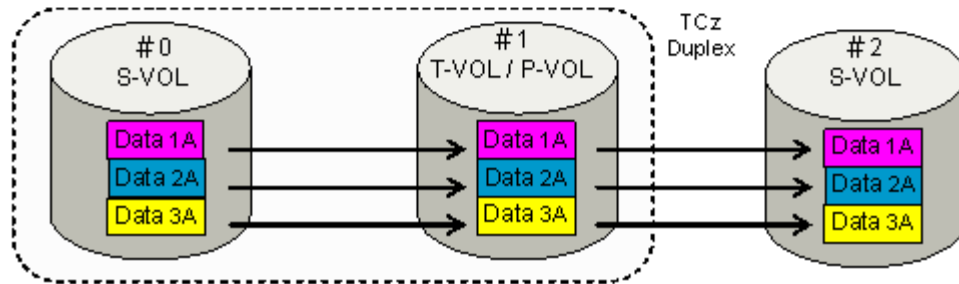 #0
S-VOL
#1
T-VOL / P-VOL
TCz
Duplex
#2
S-VOL
Data 1A
Data 1A
Data 1A
Data 2A
Data 2A
Data 2A
Data 3A
Data 3A
Data 3A